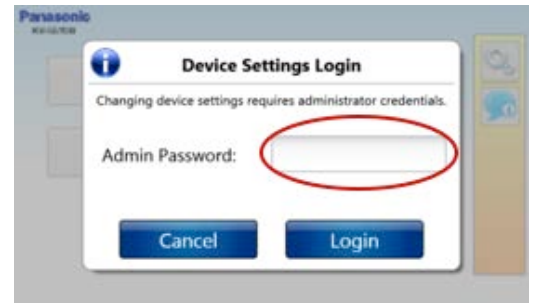 Panasonic
Device Settings Login
Changing device settings requires administrator credentials.
Admin Password:
Cancel
Login